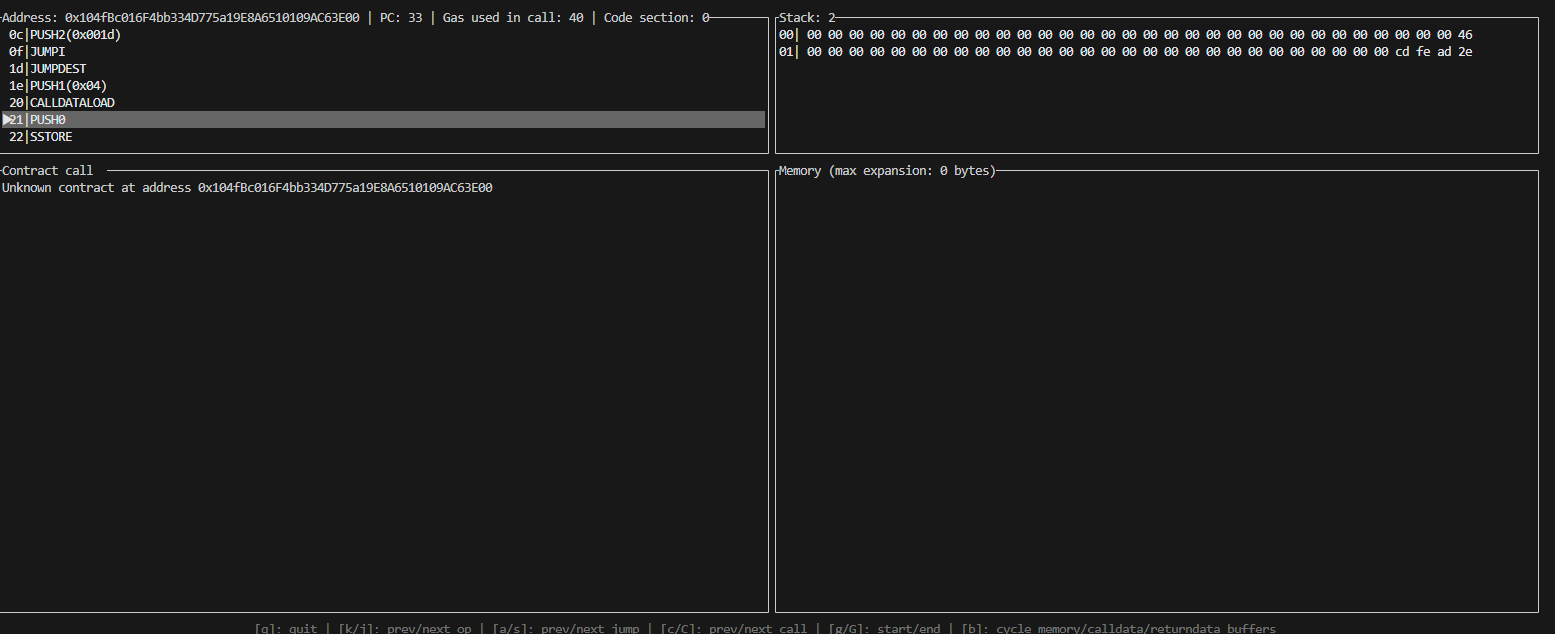 Address: 0x104fBc016F4bb334D775a19E8A6510109AC63E00 | PC: 33 | Gas used in call: 40 | Code section: 0
0c|PUSH2(0x001d)
0f|JUMPI
1d|JUMPDEST
1e|PUSH1(0x04)
20|CALLDATALOAD
▶21|PUSH0
22|SSTORE
Stack: 2
00| 00 00 00 00 00 00 00 00 00 00 00 00 00 00 00 00 00 00 00 00 00 00 00 00 00 00 00 00 00 00 00 46
01| 00 00 00 00 00 00 00 00 00 00 00 00 00 00 00 00 00 00 00 00 00 00 00 00 00 00 00 00 cd fe ad 2e
Contract call
Unknown contract at address 0x104fBc016F4bb334D775a19E8A6510109AC63E00
Memory (max expansion: 0 bytes)
[q]: quit | [k/j]: prev/next op | [a/s]: prev/next jump | [c/C]: prev/next call | [g/G]: start/end | [b]: cycle memory/calldata/returndata buffers